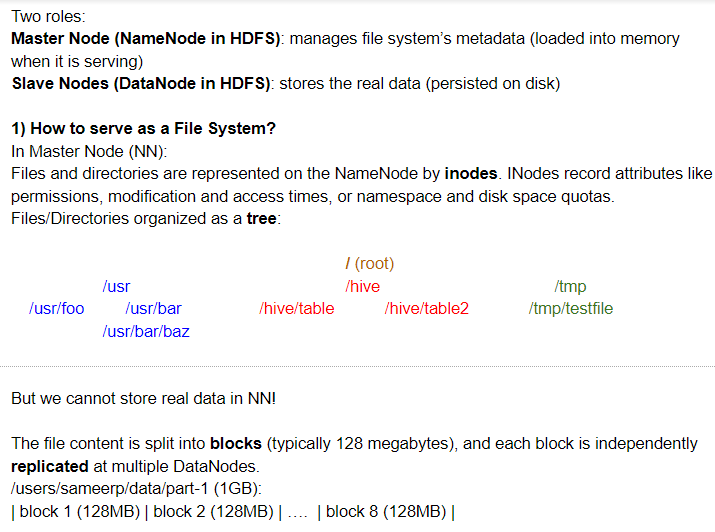 Two roles:
Master Node (NameNode in HDFS): manages file system's metadata (loaded into memory
when it is serving)
Slave Nodes (DataNode in HDFS): stores the real data (persisted on disk)
1) How to serve as a File System?
In Master Node (NN):
Files and directories are represented on the NameNode by inodes. INodes record attributes like
permissions, modification and access times, or namespace and disk space quotas.
Files/Directories organized as a tree:
/ (root)
/usr /hive /tmp
/usr/foo /usr/bar /hive/table /hive/table2 /tmp/testfile
/usr/bar/baz
But we cannot store real data in NN!
The file content is split into blocks (typically 128 megabytes), and each block is independently
replicated at multiple DataNodes.
/users/sameerp/data/part-1 (1GB):
| block 1 (128MB) | block 2 (128MB) | …. | block 8 (128MB) |